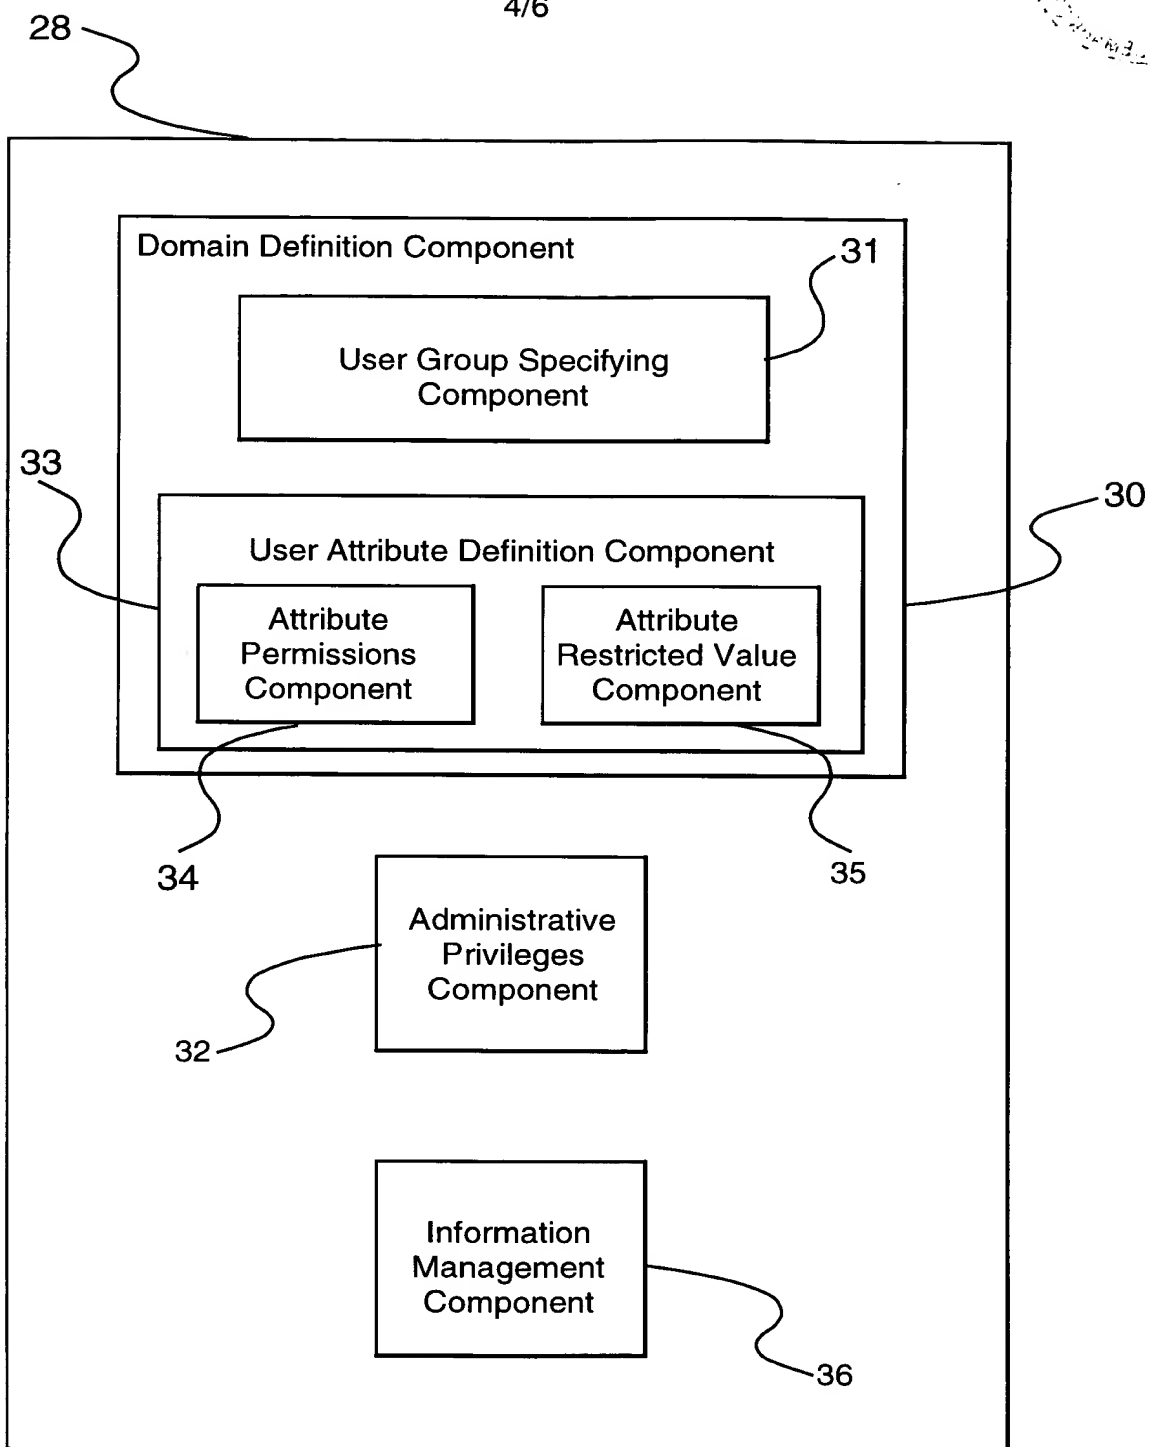 4/6
28
Domain Definition Component
31
User Group Specifying
Component
33
30
User Attribute Definition Component
Attribute
Permissions
Component
Attribute
Restricted Value
Component
34
35
Administrative
Privileges
Component
32
Information
Management
Component
36